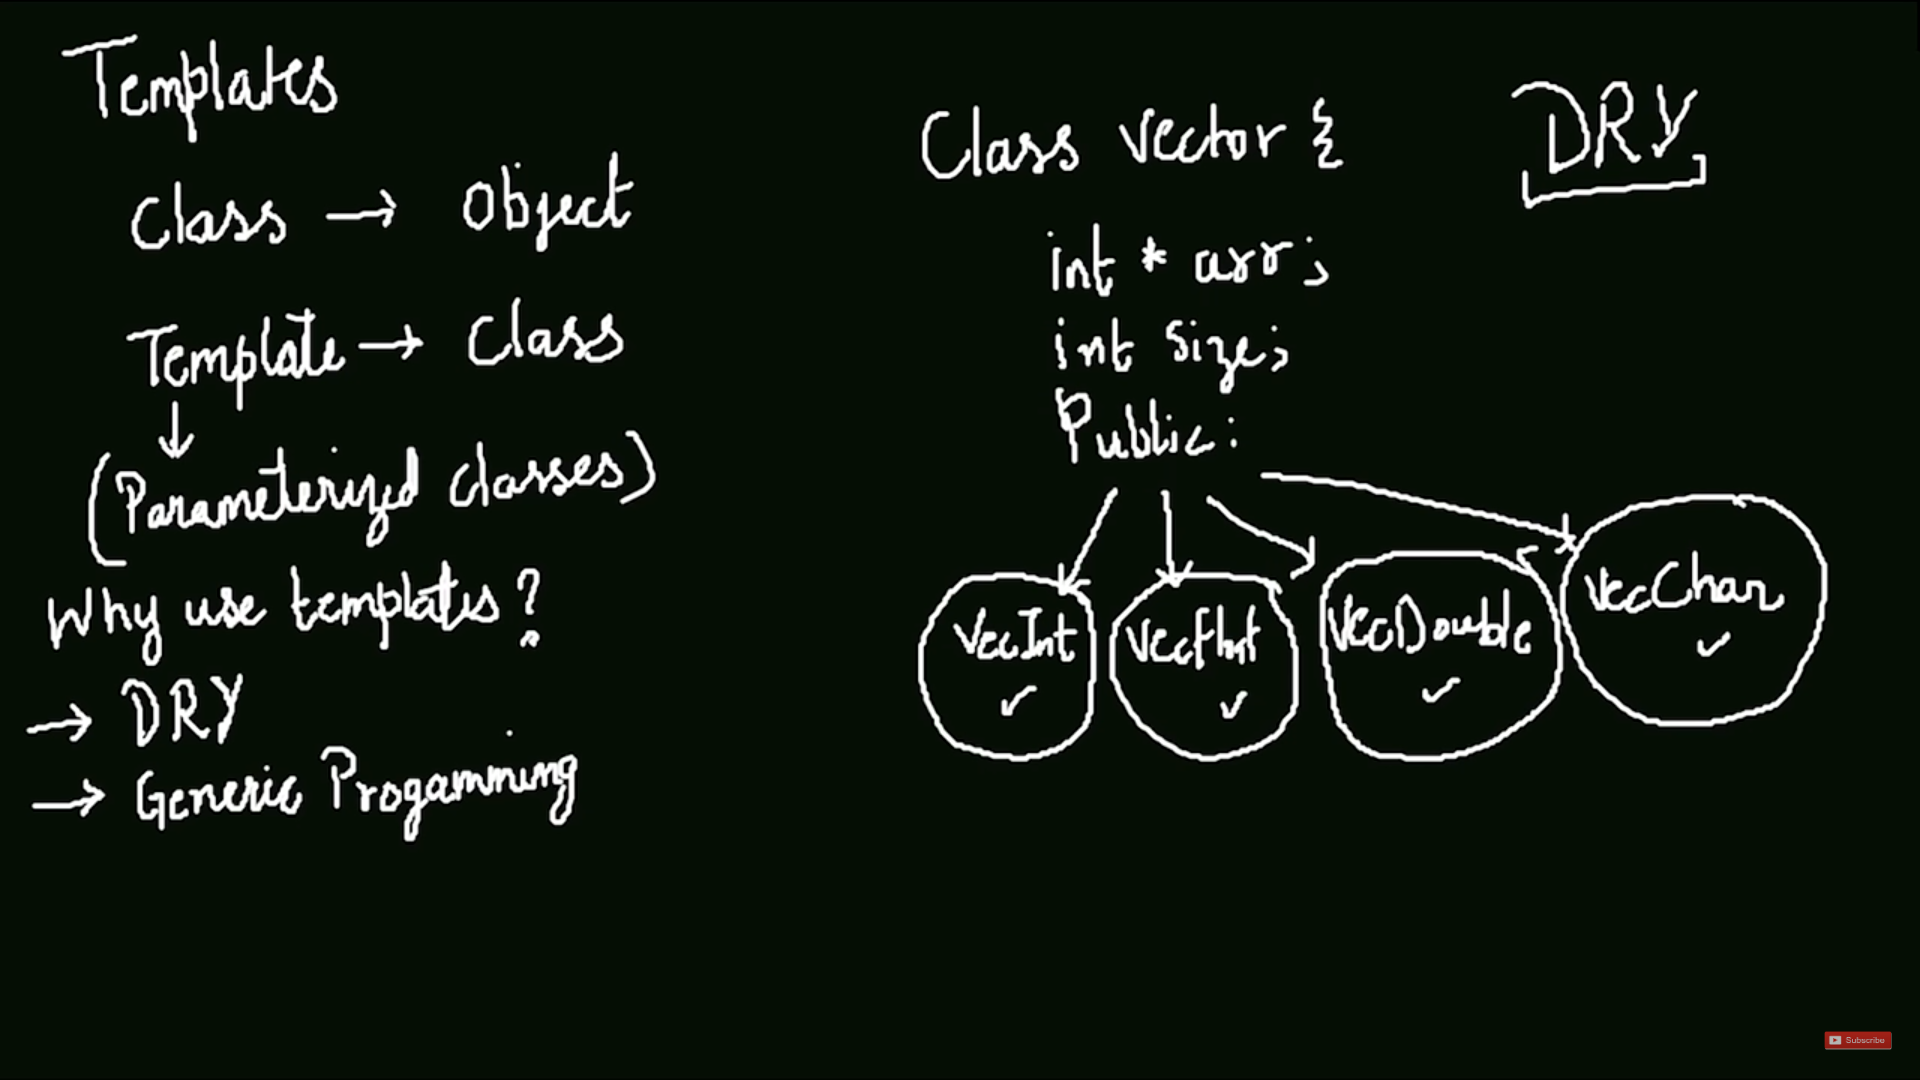 Templates
Class → Object
Template → Class
↓
(Parameterized classes)
Why use templates?
→ DRY
→ Generic Progamming
Class Vector {
DRY
int * arr;
int size;
Public:
VecInt ✓
VecFloat ✓
VecDouble ✓
VecChar ✓
Subscribe